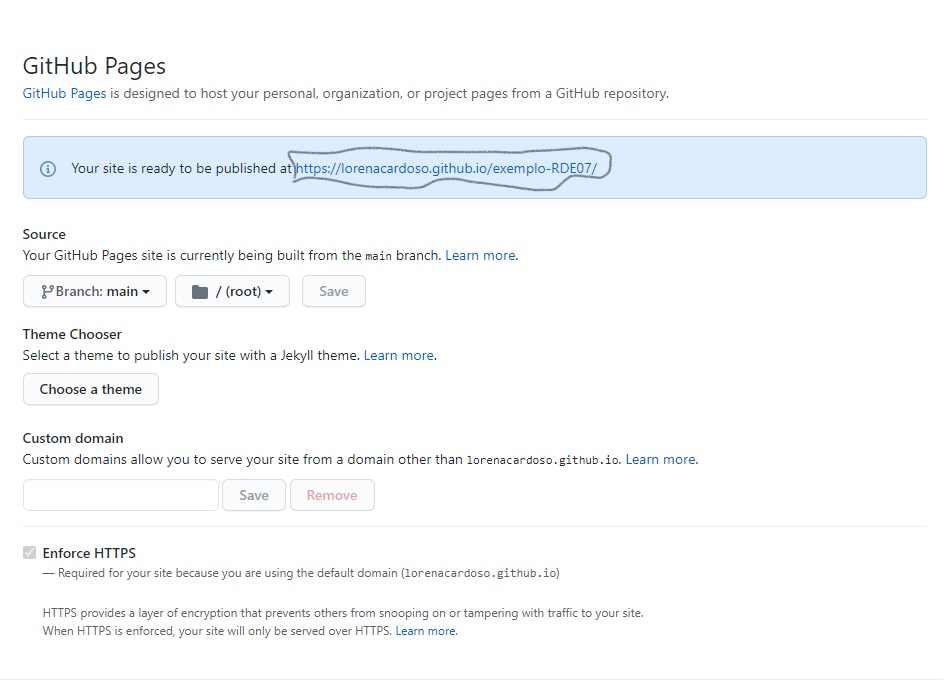 GitHub Pages
GitHub Pages is designed to host your personal, organization, or project pages from a GitHub repository.
Your site is ready to be published at https://lorenacardoso.github.io/exemplo-RDE07/
Source
Your GitHub Pages site is currently being built from the main branch. Learn more.
Branch: main / (root) Save
Theme Chooser
Select a theme to publish your site with a Jekyll theme. Learn more.
Choose a theme
Custom domain
Custom domains allow you to serve your site from a domain other than lorenacardoso.github.io. Learn more.
Save Remove
Enforce HTTPS
— Required for your site because you are using the default domain (lorenacardoso.github.io)
HTTPS provides a layer of encryption that prevents others from snooping on or tampering with traffic to your site.
When HTTPS is enforced, your site will only be served over HTTPS. Learn more.